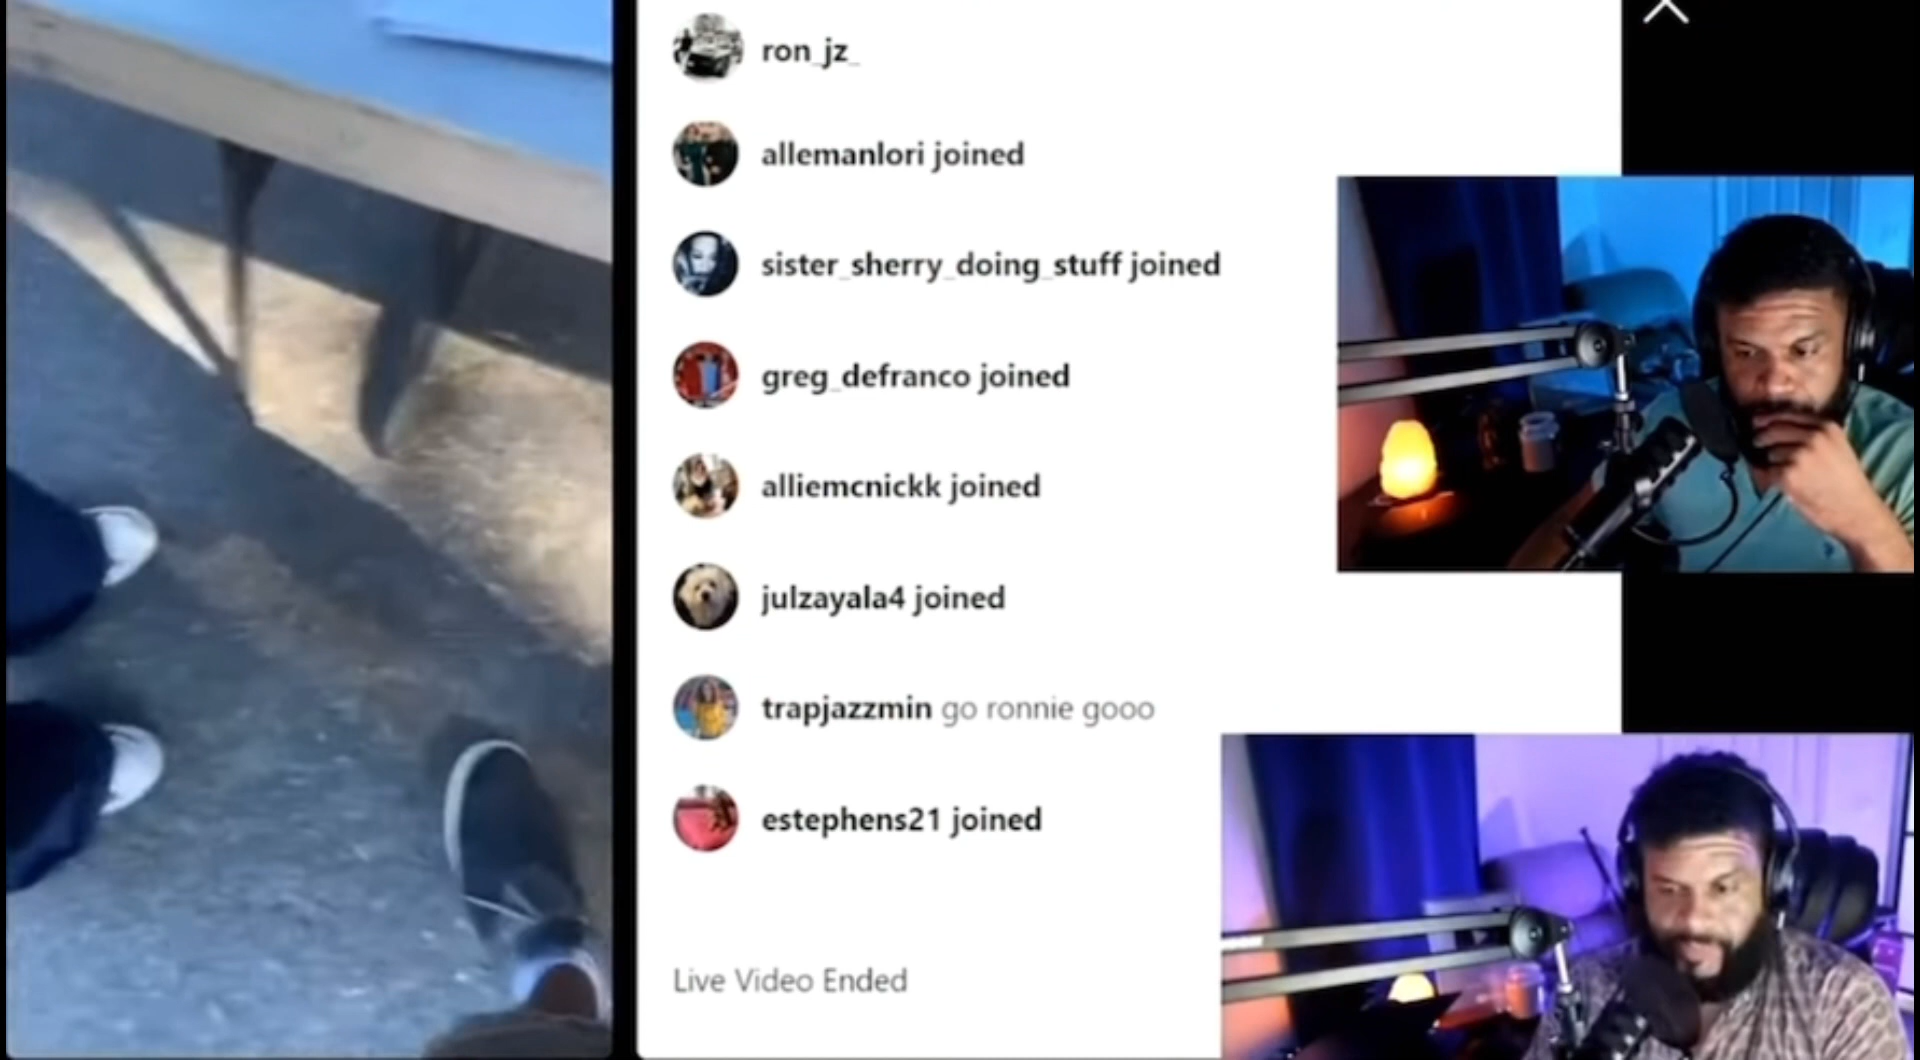 ron_jz_
allemanlori joined
sister_sherry_doing_stuff joined
greg_defranco joined
alliemcnickk joined
julzayala4 joined
trapjazzmin go ronnie gooo
estephens21 joined
Live Video Ended